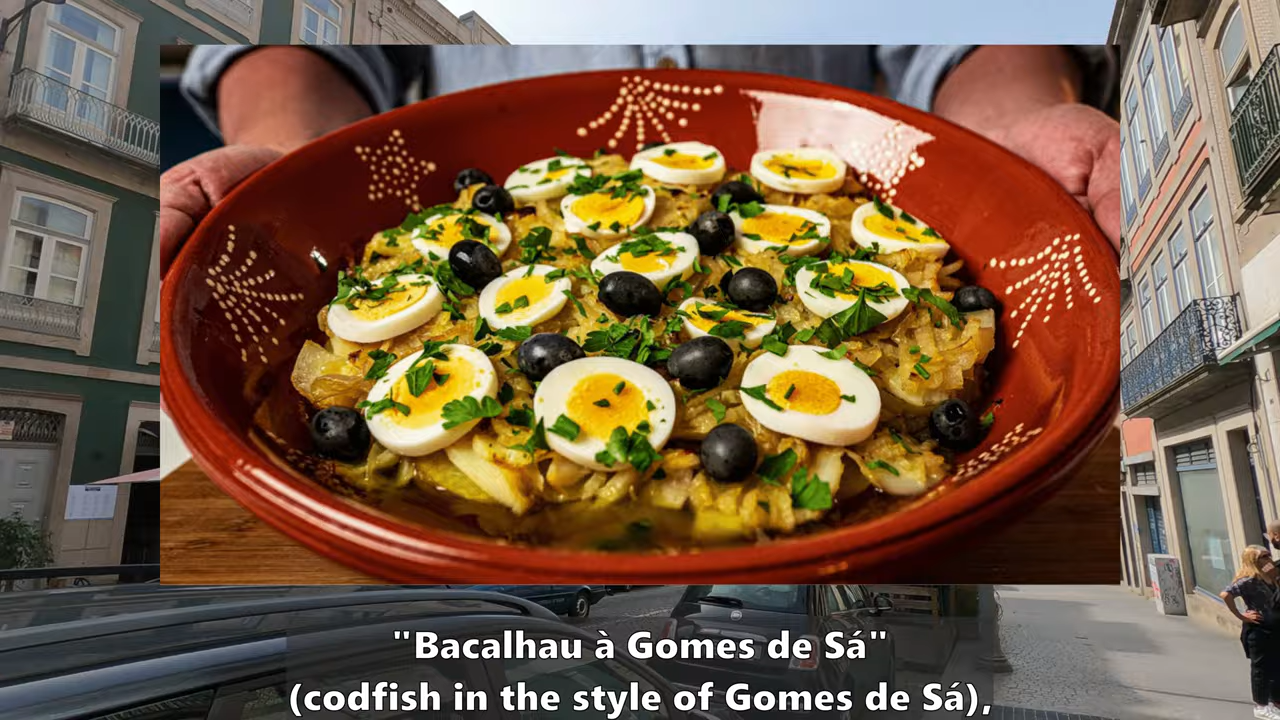 "Bacalhau à Gomes de Sá"
(codfish in the style of Gomes de Sá),